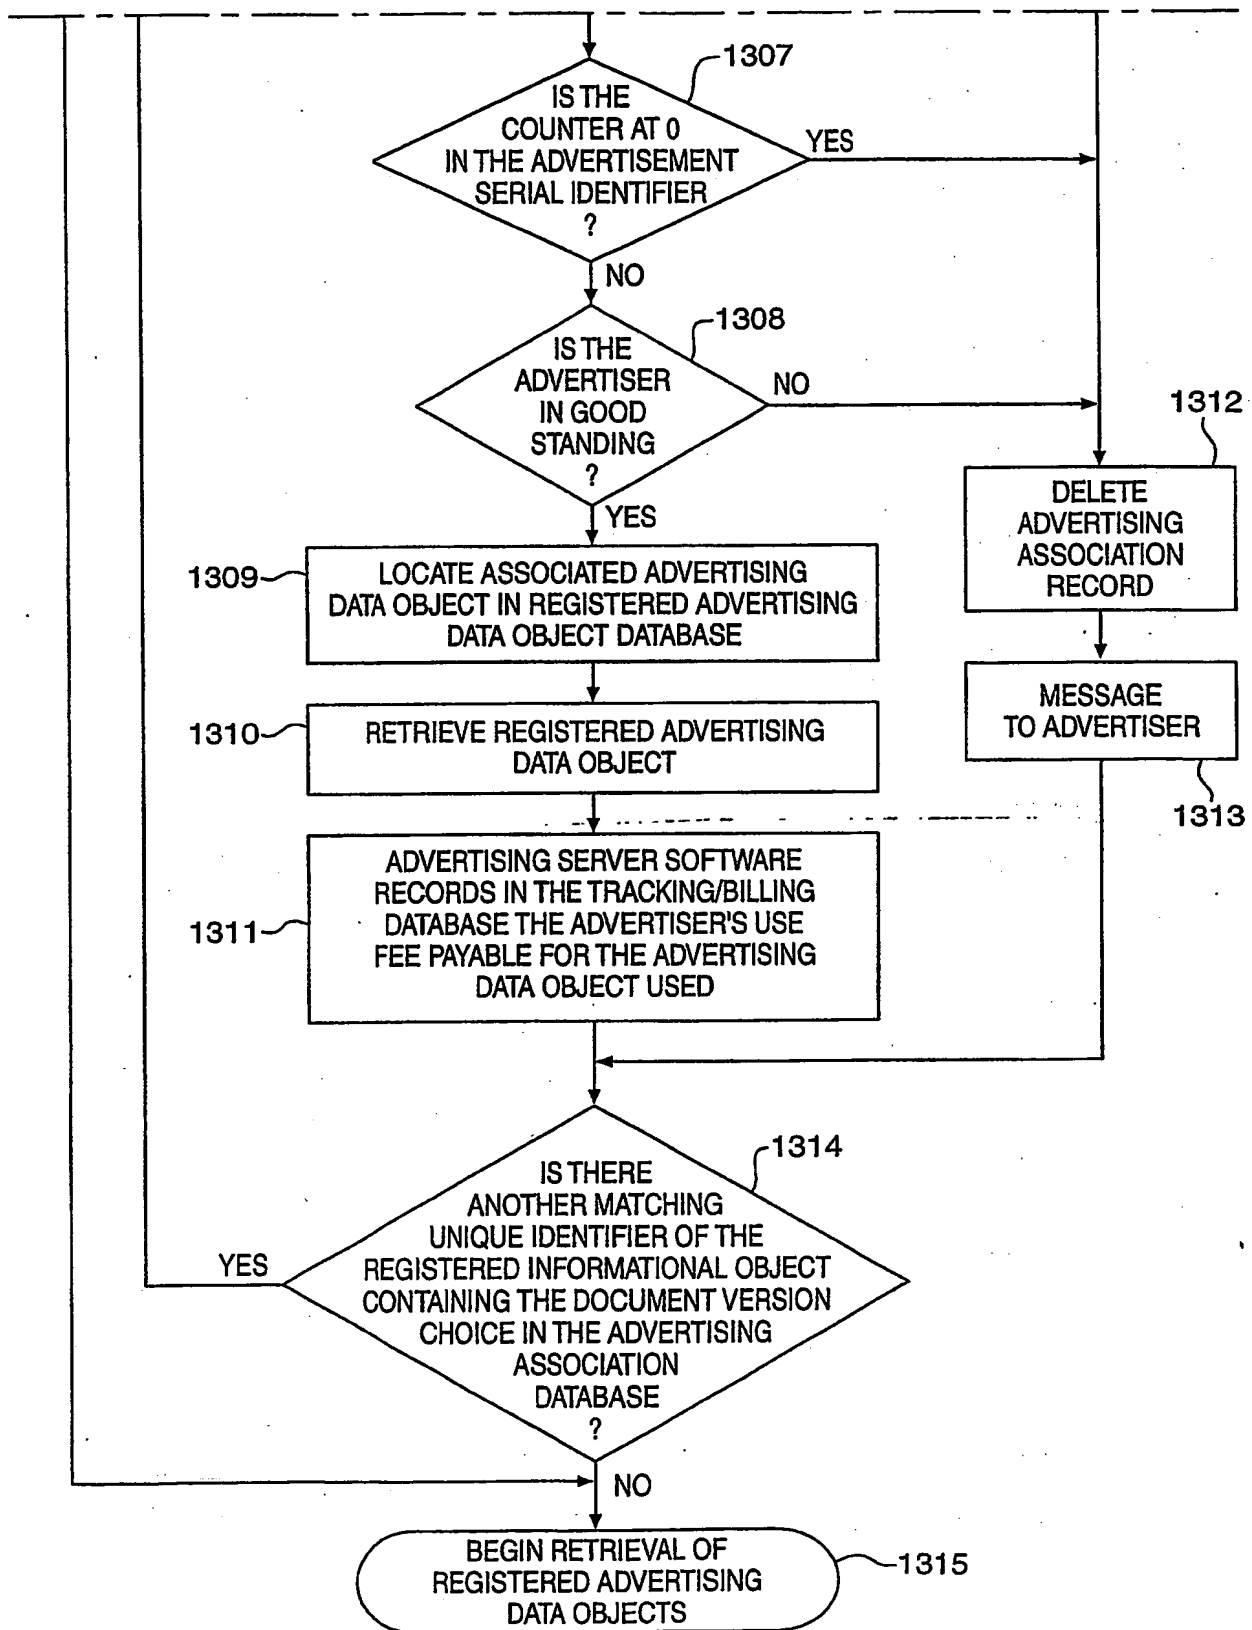 1307
IS THE
COUNTER AT 0
IN THE ADVERTISEMENT
SERIAL IDENTIFIER
?
YES
NO
1308
IS THE
ADVERTISER
IN GOOD
STANDING
?
NO
YES
1312
DELETE
ADVERTISING
ASSOCIATION
RECORD
1309
LOCATE ASSOCIATED ADVERTISING
DATA OBJECT IN REGISTERED ADVERTISING
DATA OBJECT DATABASE
MESSAGE
TO ADVERTISER
1313
1310
RETRIEVE REGISTERED ADVERTISING
DATA OBJECT
1311
ADVERTISING SERVER SOFTWARE
RECORDS IN THE TRACKING/BILLING
DATABASE THE ADVERTISER'S USE
FEE PAYABLE FOR THE ADVERTISING
DATA OBJECT USED
1314
IS THERE
ANOTHER MATCHING
UNIQUE IDENTIFIER OF THE
REGISTERED INFORMATIONAL OBJECT
CONTAINING THE DOCUMENT VERSION
CHOICE IN THE ADVERTISING
ASSOCIATION
DATABASE
?
YES
NO
BEGIN RETRIEVAL OF
REGISTERED ADVERTISING
DATA OBJECTS
1315